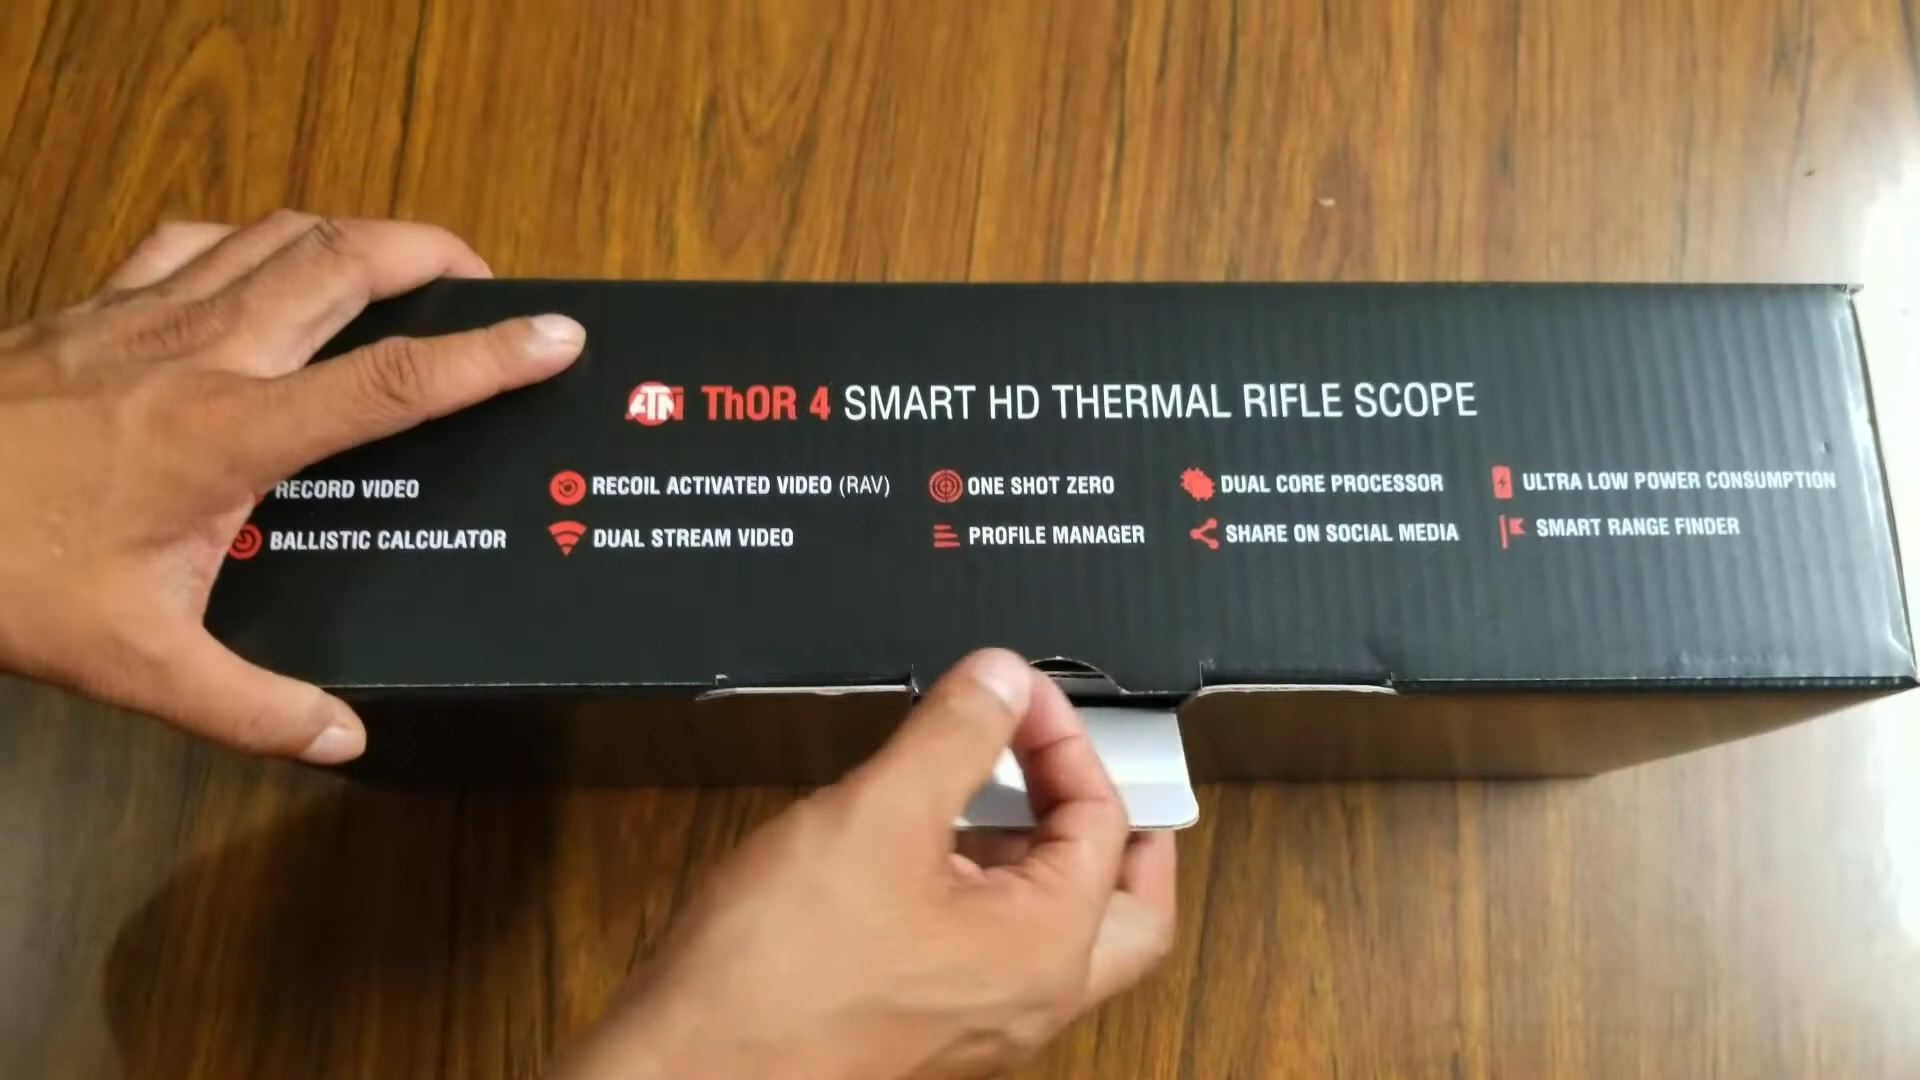 ATN ThOR 4 SMART HD THERMAL RIFLE SCOPE
RECORD VIDEO RECOIL ACTIVATED VIDEO (RAV) ONE SHOT ZERO DUAL CORE PROCESSOR ULTRA LOW POWER CONSUMPTION
BALLISTIC CALCULATOR DUAL STREAM VIDEO PROFILE MANAGER SHARE ON SOCIAL MEDIA SMART RANGE FINDER